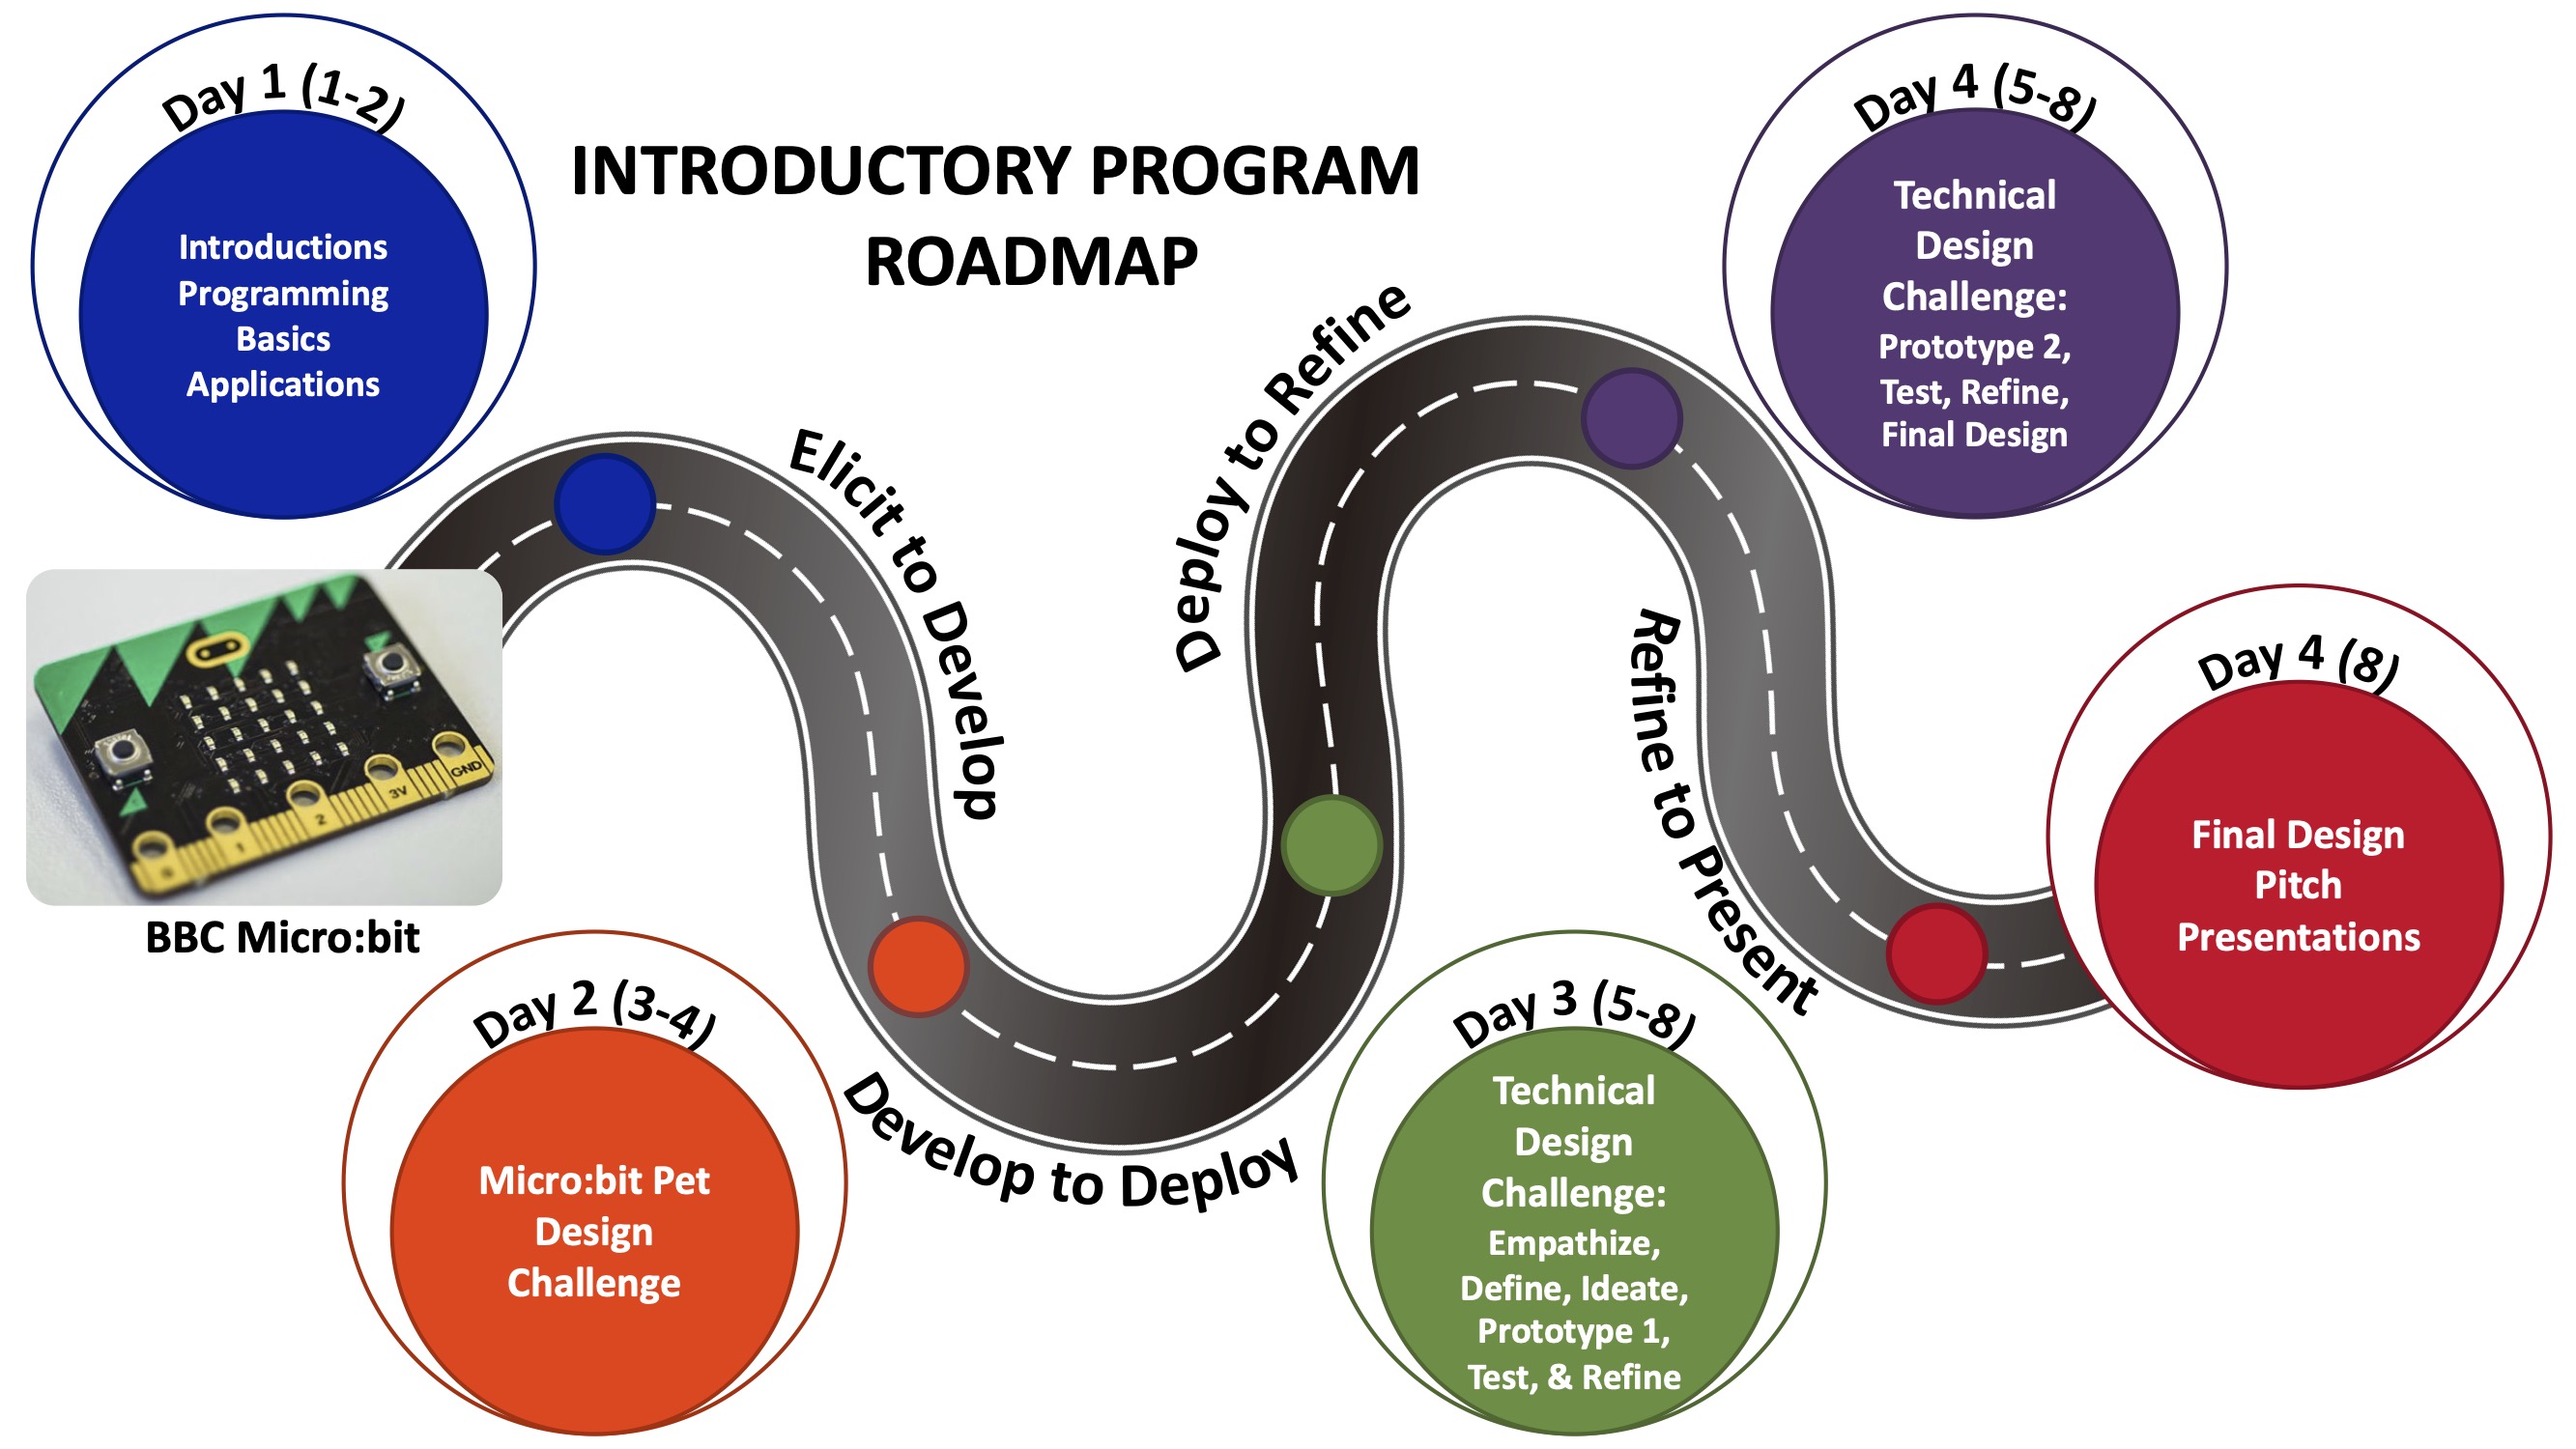 INTRODUCTORY PROGRAM
ROADMAP
Day 1 (1-2)
Introductions
Programming
Basics
Applications
BBC Micro:bit
0
1
2
3V
GND
Elicit to Develop
Day 2 (3-4)
Micro:bit Pet
Design
Challenge
Develop to Deploy
Day 3 (5-8)
Technical
Design
Challenge:
Empathize,
Define, Ideate,
Prototype 1,
Test, & Refine
Deploy to Refine
Day 4 (5-8)
Technical
Design
Challenge:
Prototype 2,
Test, Refine,
Final Design
Refine to Present
Day 4 (8)
Final Design
Pitch
Presentations